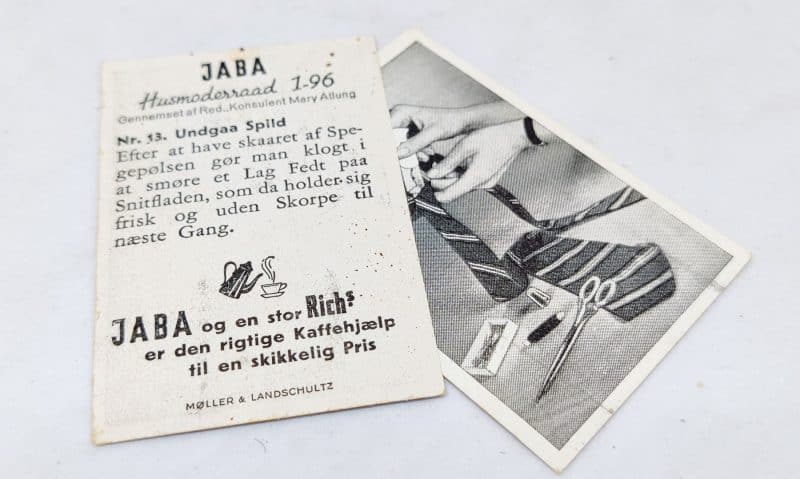 JABA
Husmoderraad 1-96
Gennemset af Red., Konsulent Mary Allung
Nr. 13. Undgaa Spild
Efter at have skaaret af Spe-
gepølsen gør man klogt i
at smøre et Lag Fedt paa
Snitfladen, som da holder sig
frisk og uden Skorpe til
næste Gang.
JABA og en stor Rich's
er den rigtige Kaffehjælp
til en skikkelig Pris
MØLLER & LANDSCHULTZ